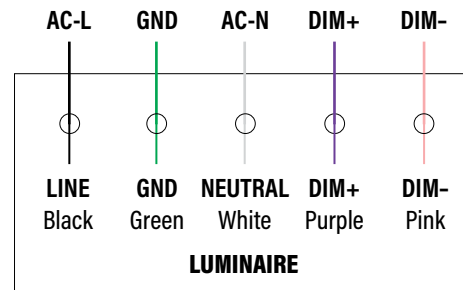 AC-L GND AC-N DIM+ DIM–
LINE GND NEUTRAL DIM+ DIM–
Black Green White Purple Pink
LUMINAIRE